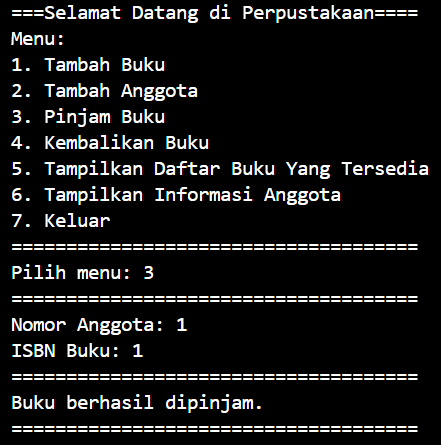 ===Selamat Datang di Perpustakaan====
Menu:
1. Tambah Buku
2. Tambah Anggota
3. Pinjam Buku
4. Kembalikan Buku
5. Tampilkan Daftar Buku Yang Tersedia
6. Tampilkan Informasi Anggota
7. Keluar
=====================================
Pilih menu: 3
=====================================
Nomor Anggota: 1
ISBN Buku: 1
=====================================
Buku berhasil dipinjam.
=====================================